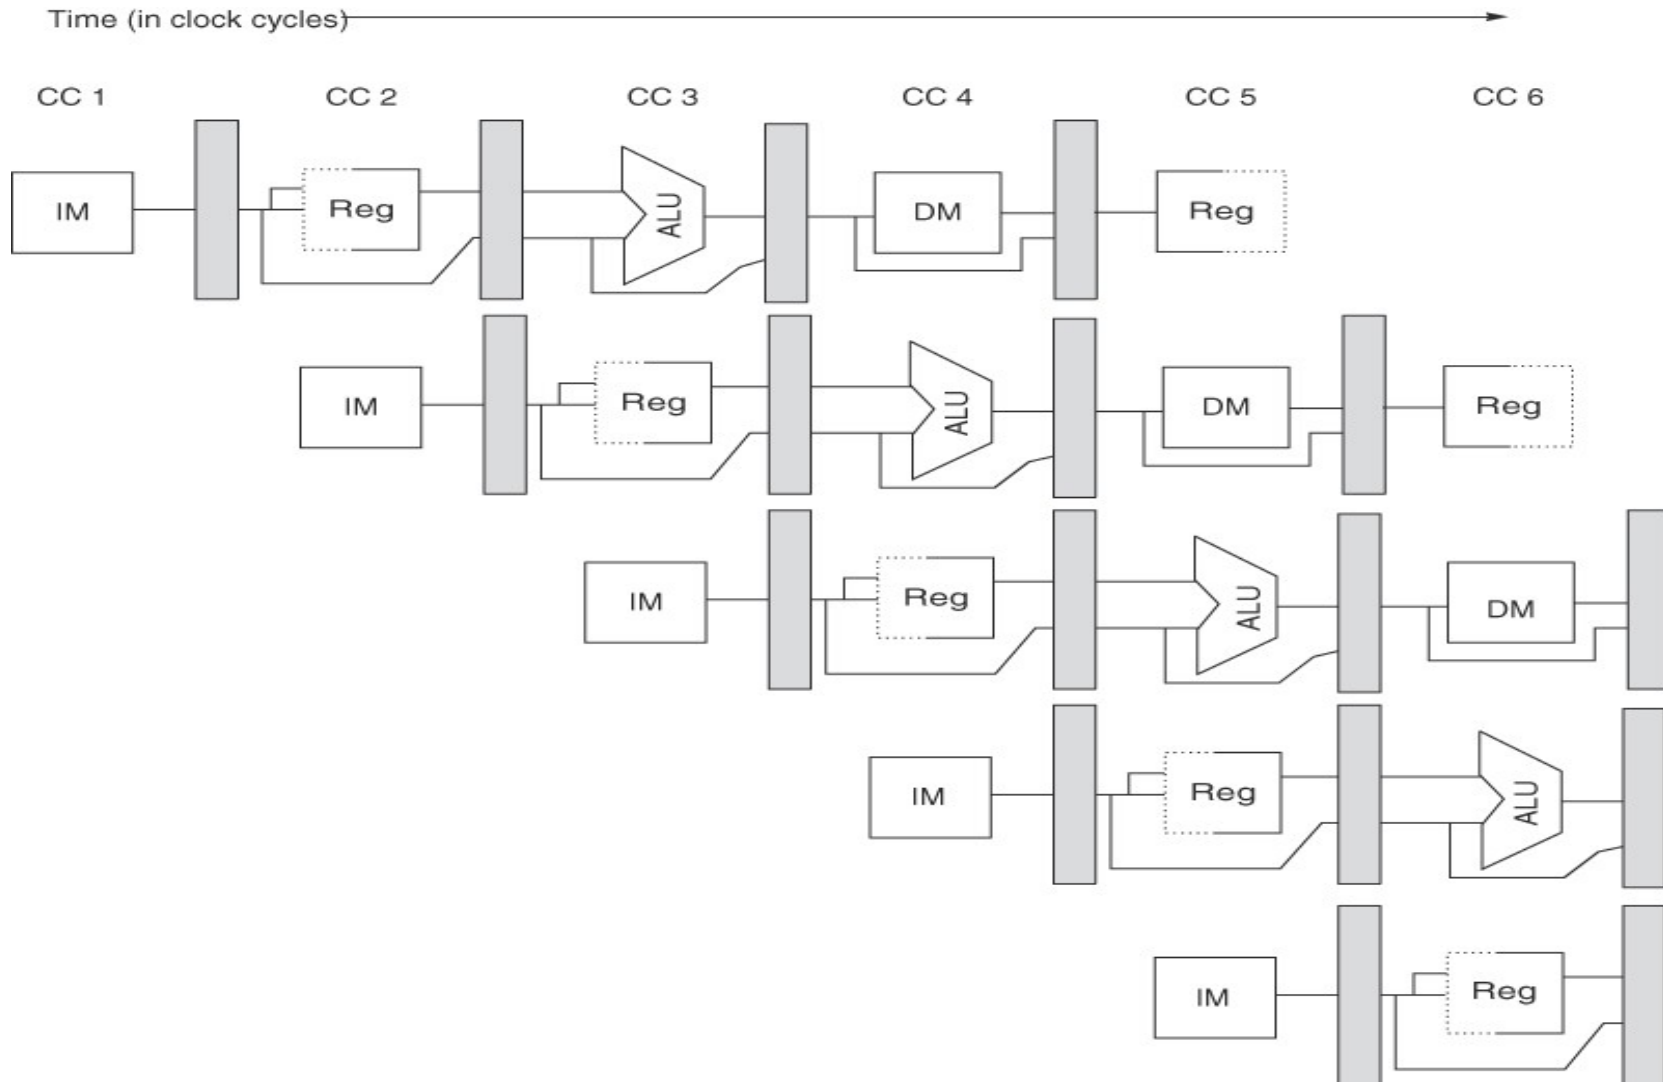 Time (in clock cycles)
CC 1 CC 2 CC 3 CC 4 CC 5 CC 6
IM Reg ALU DM Reg
IM Reg ALU DM Reg
IM Reg ALU DM
IM Reg ALU
IM Reg